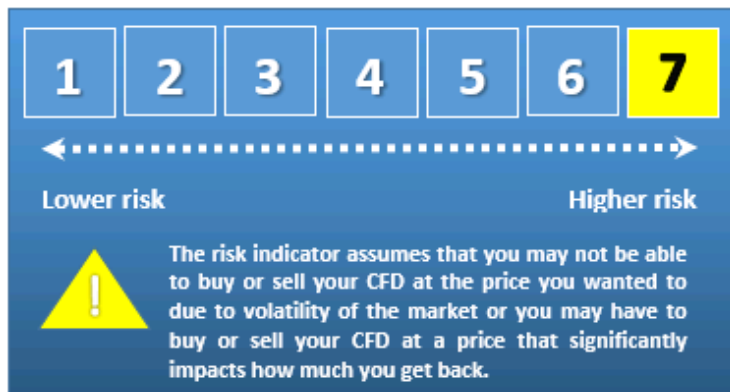 1 2 3 4 5 6 7
Lower risk Higher risk
!
The risk indicator assumes that you may not be able
to buy or sell your CFD at the price you wanted to
due to volatility of the market or you may have to
buy or sell your CFD at a price that significantly
impacts how much you get back.